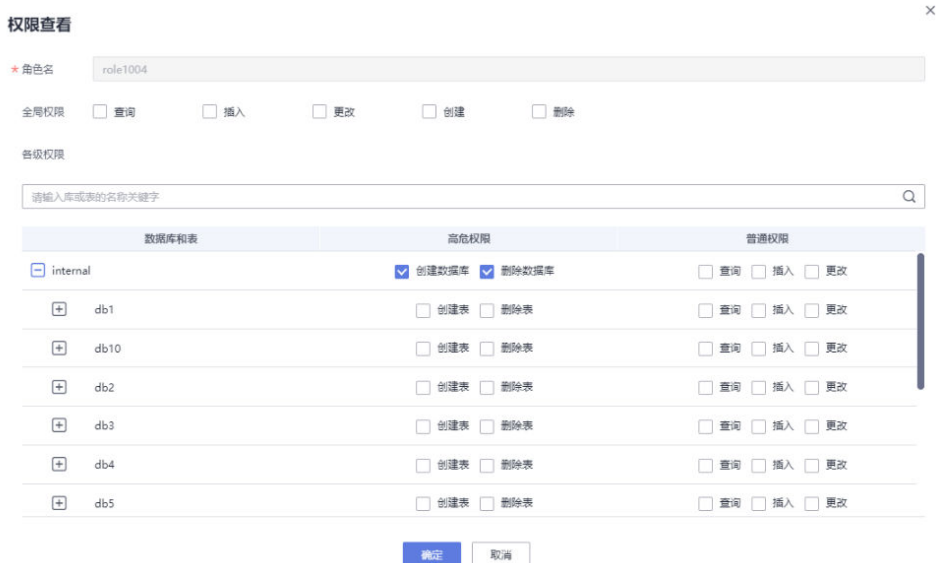 权限查看
* 角色名 role1004
全局权限 查询 插入 更改 创建 删除
各级权限
请输入库或表的名称关键字
数据库和表 高危权限 普通权限
internal 创建数据库 删除数据库 查询 插入 更改
db1 创建表 删除表 查询 插入 更改
db10 创建表 删除表 查询 插入 更改
db2 创建表 删除表 查询 插入 更改
db3 创建表 删除表 查询 插入 更改
db4 创建表 删除表 查询 插入 更改
db5 创建表 删除表 查询 插入 更改
确定 取消